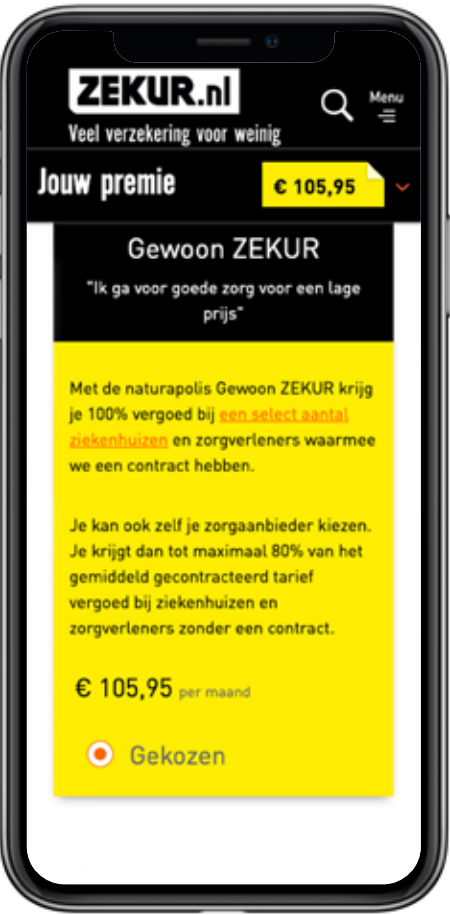 ZEKUR.nl
Veel verzekering voor weinig
Menu
Jouw premie
€ 105,95
Gewoon ZEKUR
"Ik ga voor goede zorg voor een lage
prijs"
Met de naturapolis Gewoon ZEKUR krijg
je 100% vergoed bij een select aantal
ziekenhuizen en zorgverleners waarmee
we een contract hebben.
Je kan ook zelf je zorgaanbieder kiezen.
Je krijgt dan tot maximaal 80% van het
gemiddeld gecontracteerd tarief
vergoed bij ziekenhuizen en
zorgverleners zonder een contract.
€ 105,95 per maand
Gekozen